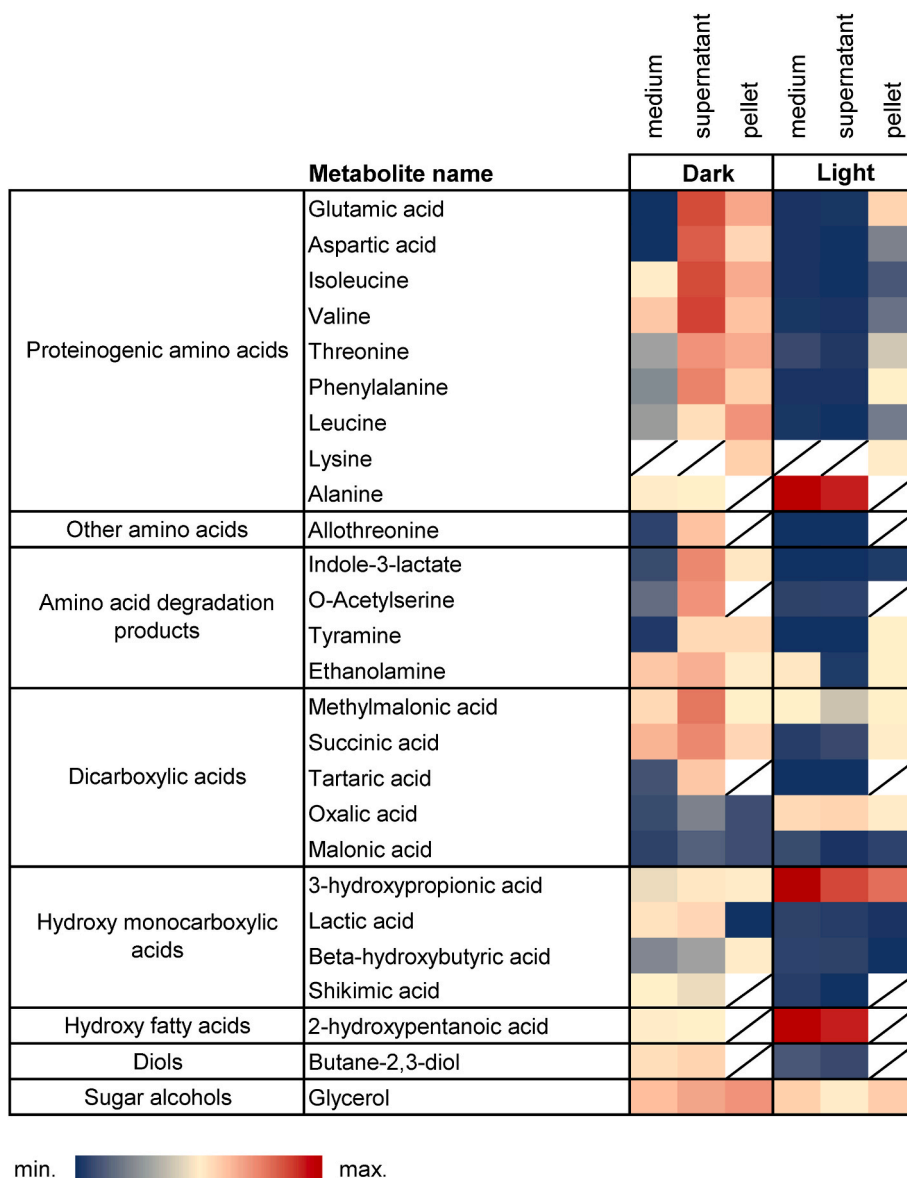 medium supernatant pellet medium supernatant pellet
Metabolite name Dark Light
Proteinogenic amino acids
Glutamic acid
Aspartic acid
Isoleucine
Valine
Threonine
Phenylalanine
Leucine
Lysine
Alanine
Other amino acids Allothreonine
Amino acid degradation
products
Indole-3-lactate
O-Acetylserine
Tyramine
Ethanolamine
Dicarboxylic acids
Methylmalonic acid
Succinic acid
Tartaric acid
Oxalic acid
Malonic acid
Hydroxy monocarboxylic
acids
3-hydroxypropionic acid
Lactic acid
Beta-hydroxybutyric acid
Shikimic acid
Hydroxy fatty acids 2-hydroxypentanoic acid
Diols Butane-2,3-diol
Sugar alcohols Glycerol
min. max.